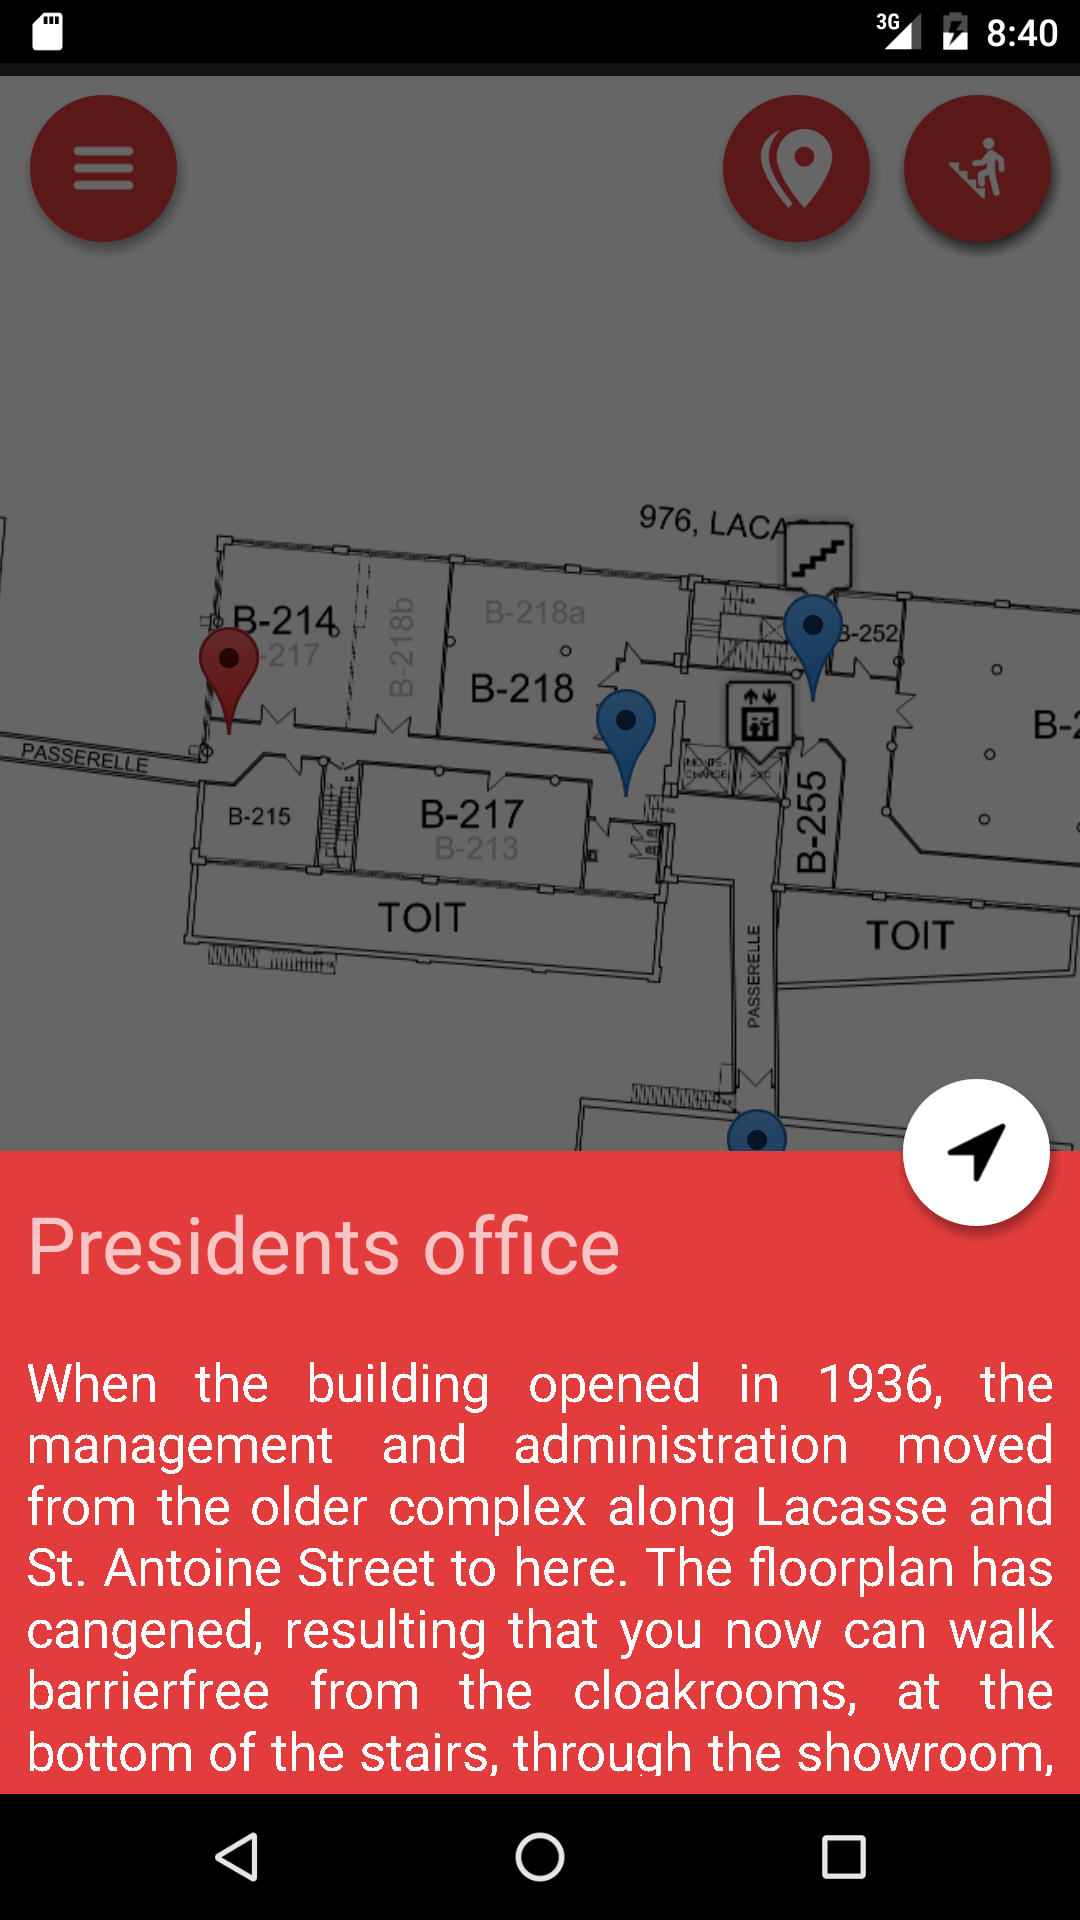 3G 8:40
976, LACA
B-214
B-217
B-218b
B-218a
B-218
B-252
B-2
PASSERELLE
MONTE-
CHARGE
ASC
B-215
B-217
B-213
B-255
TOIT
TOIT
PASSERELLE
Presidents office
When the building opened in 1936, the
management and administration moved
from the older complex along Lacasse and
St. Antoine Street to here. The floorplan has
cangened, resulting that you now can walk
barrierfree from the cloakrooms, at the
bottom of the stairs, through the showroom,